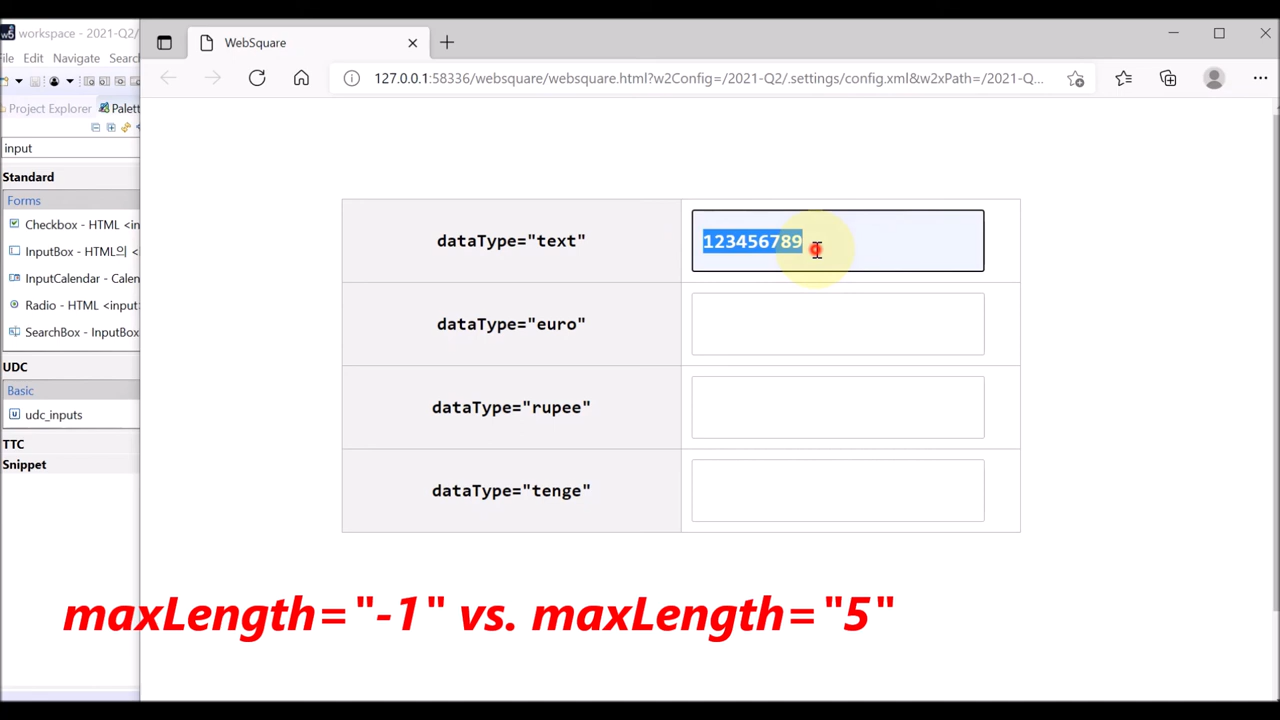 workspace - 2021-Q2/
WebSquare
File Edit Navigate Search
127.0.0.1:58336/websquare/websquare.html?w2Config=/2021-Q2/.settings/config.xml&w2xPath=/2021-Q...
Project Explorer Palett
input
Standard
Forms
Checkbox - HTML <in
InputBox - HTML의
InputCalendar - Calen
Radio - HTML <input>
SearchBox - InputBox
UDC
Basic
udc_inputs
TTC
Snippet
dataType="text" 123456789
dataType="euro"
dataType="rupee"
dataType="tenge"
maxLength="-1" vs. maxLength="5"